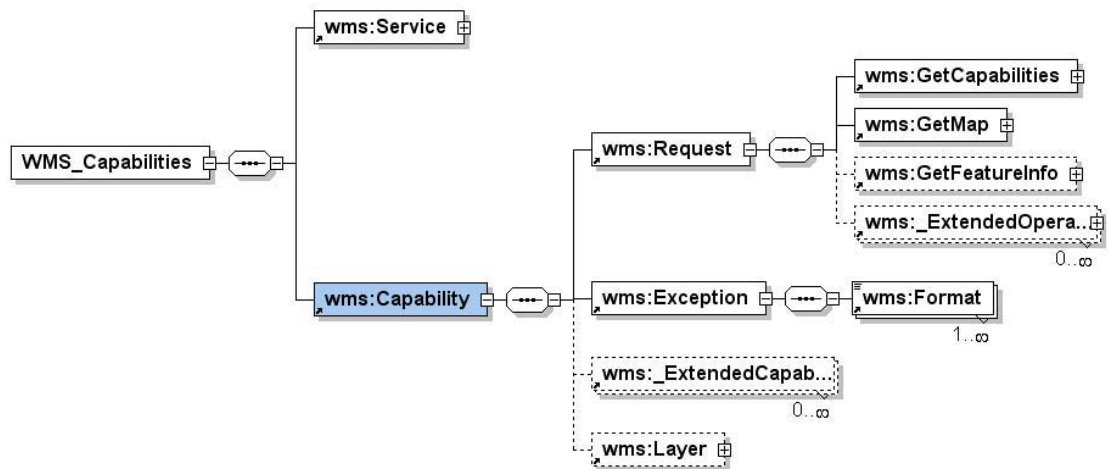 wms:Service
wms:GetCapabilities
wms:GetMap
WMS_Capabilities
wms:Request
wms:GetFeatureInfo
wms:_ExtendedOpera...
0..∞
wms:Capability
wms:Exception
wms:Format
1..∞
wms:_ExtendedCapab...
0..∞
wms:Layer